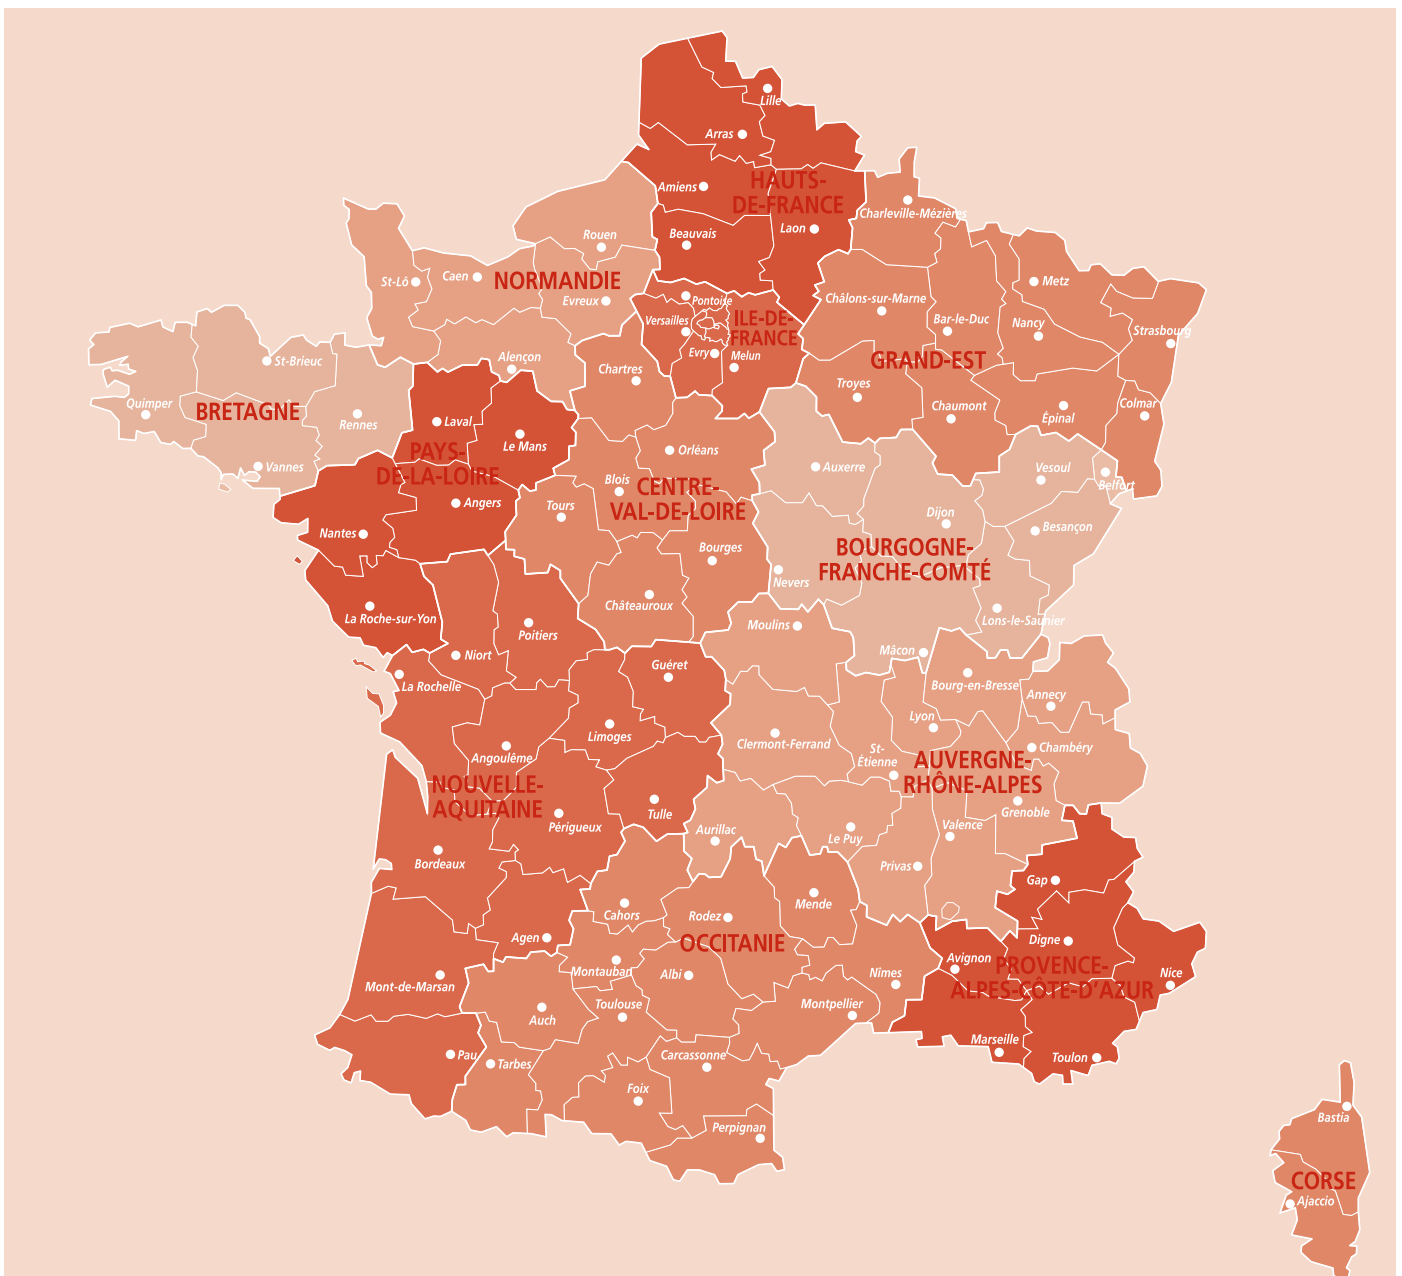 Lille
Arras
HAUTS-
DE-FRANCE
Amiens
Charleville-Mézières
Beauvais
Laon
Rouen
Caen
St-Lô
NORMANDIE
Evreux
Metz
Pontoise
Châlons-sur-Marne
Versailles
ILE-DE-
FRANCE
Bar-le-Duc
Nancy
Strasbourg
St-Brieuc
Alençon
Evry
Melun
GRAND-EST
Chartres
Troyes
Quimper
BRETAGNE
Rennes
Laval
Chaumont
Épinal
Colmar
Le Mans
PAYS-
DE-LA-LOIRE
Orléans
Vannes
Auxerre
Vesoul
Belfort
Blois
CENTRE-
VAL-DE-LOIRE
Angers
Tours
Nantes
Dijon
Besançon
Bourges
BOURGOGNE-
FRANCHE-COMTÉ
Nevers
Châteauroux
La Roche-sur-Yon
Lons-le-Saunier
Moulins
Poitiers
Niort
Mâcon
Guéret
La Rochelle
Bourg-en-Bresse
Annecy
Lyon
Limoges
Clermont-Ferrand
Chambéry
Angoulême
St-
Étienne
AUVERGNE-
RHÔNE-ALPES
NOUVELLE-
AQUITAINE
Tulle
Grenoble
Périgueux
Aurillac
Le Puy
Valence
Bordeaux
Privas
Gap
Mende
Cahors
Rodez
Agen
OCCITANIE
Digne
Avignon
PROVENCE-
ALPES-CÔTE-D'AZUR
Nice
Montauban
Albi
Nîmes
Mont-de-Marsan
Toulouse
Montpellier
Auch
Marseille
Pau
Tarbes
Carcassonne
Toulon
Foix
Perpignan
Bastia
CORSE
Ajaccio